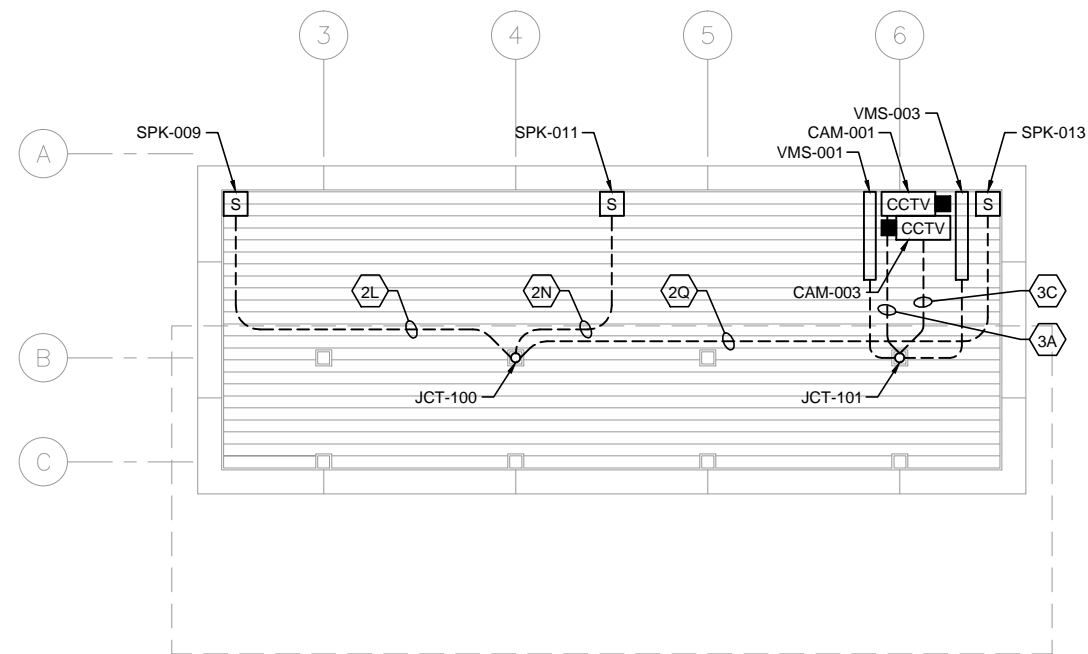 3
4
5
6
VMS-003
SPK-009
SPK-011
CAM-001
SPK-013
VMS-001
A
S
S
CCTV
S
CCTV
2L
2N
2Q
CAM-003
3C
3A
B
JCT-100
JCT-101
C